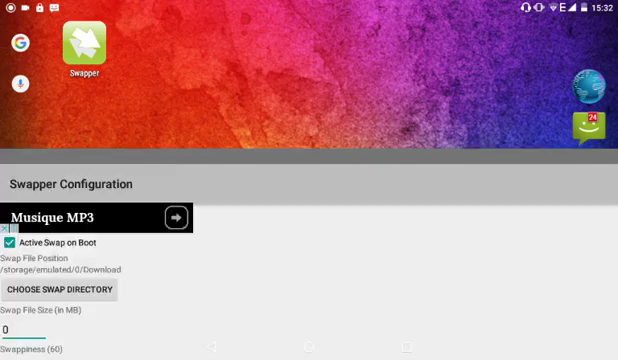 E
15:32
Swapper
24
Swapper Configuration
Musique MP3
Active Swap on Boot
Swap File Position
/storage/emulated/0/Download
CHOOSE SWAP DIRECTORY
Swap File Size (in MB)
0
Swappiness (60)